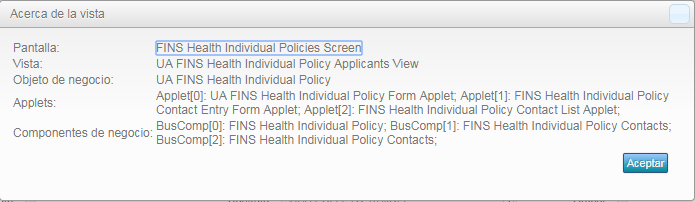 Acerca de la vista
Pantalla: FINS Health Individual Policies Screen
Vista: UA FINS Health Individual Policy Applicants View
Objeto de negocio: UA FINS Health Individual Policy
Applets: Applet[0]: UA FINS Health Individual Policy Form Applet; Applet[1]: FINS Health Individual Policy
Contact Entry Form Applet; Applet[2]: FINS Health Individual Policy Contact List Applet;
Componentes de negocio: BusComp[0]: FINS Health Individual Policy; BusComp[1]: FINS Health Individual Policy Contacts;
BusComp[2]: FINS Health Individual Policy Contacts;
Aceptar